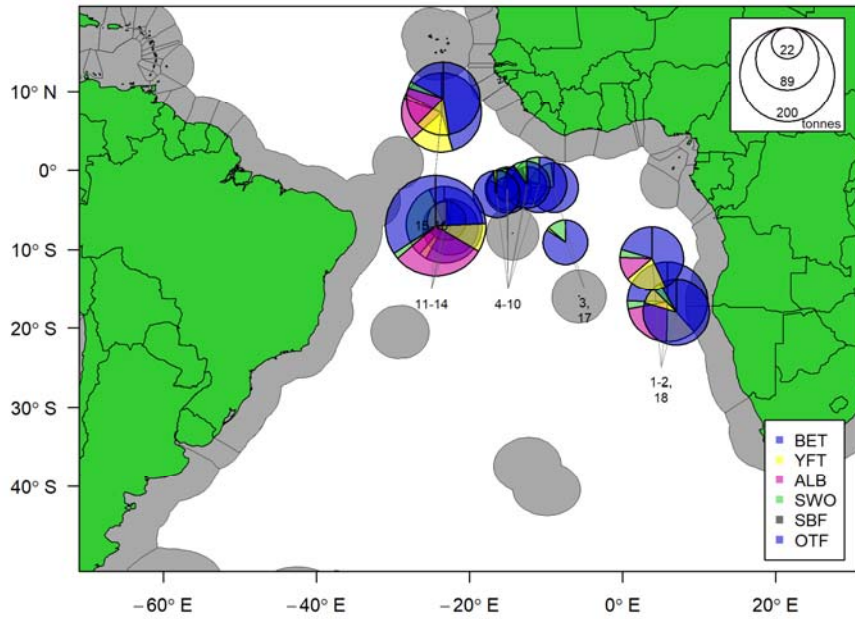 22
89
200
tonnes
10° N
0°
10° S
20° S
30° S
40° S
11-14
4-10
3,
17
1-2,
18
BET
YFT
ALB
SWO
SBF
OTF
−60° E
−40° E
−20° E
0° E
20° E